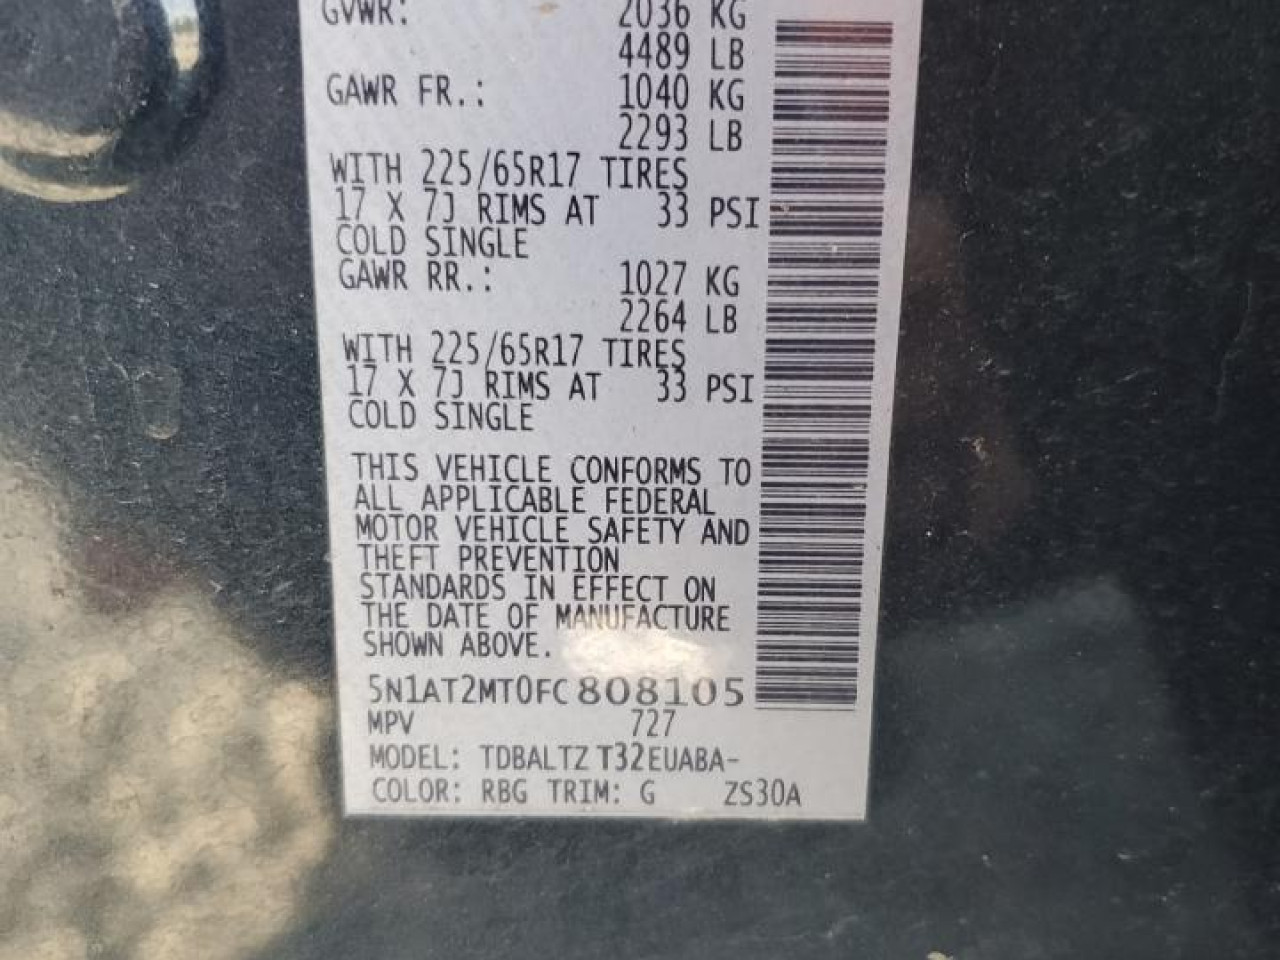 GVWR: 2036 KG
4489 LB
GAWR FR.: 1040 KG
2293 LB
WITH 225/65R17 TIRES
17 X 7J RIMS AT 33 PSI
COLD SINGLE
GAWR RR.: 1027 KG
2264 LB
WITH 225/65R17 TIRES
17 X 7J RIMS AT 33 PSI
COLD SINGLE
THIS VEHICLE CONFORMS TO
ALL APPLICABLE FEDERAL
MOTOR VEHICLE SAFETY AND
THEFT PREVENTION
STANDARDS IN EFFECT ON
THE DATE OF MANUFACTURE
SHOWN ABOVE.
5N1AT2MT0FC808105
MPV 727
MODEL: TDBALTZ T32EUABA-
COLOR: RBG TRIM: G ZS30A